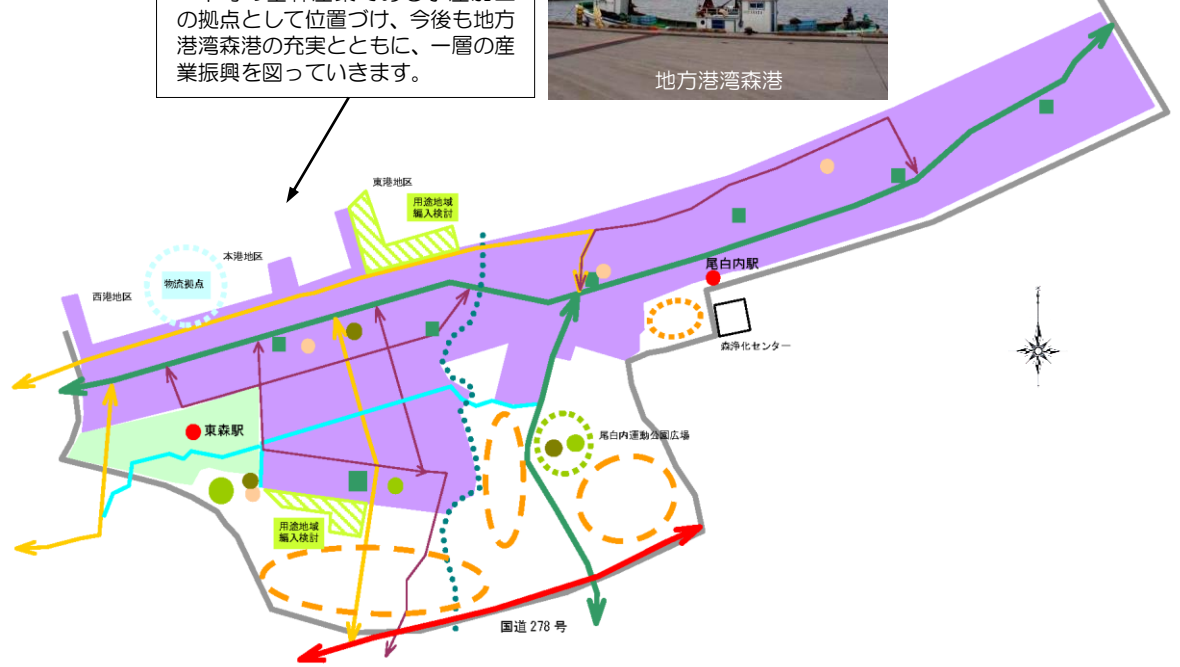 の拠点として位置づけ、今後も地方
港湾森港の充実とともに、一層の産
業振興を図っていきます。
地方港湾森港
東港地区
用途地域
編入検討
本港地区
物流拠点
西港地区
尾白内駅
森浄化センター
東森駅
尾白内運動公園広場
用途地域
編入検討
国道 278 号